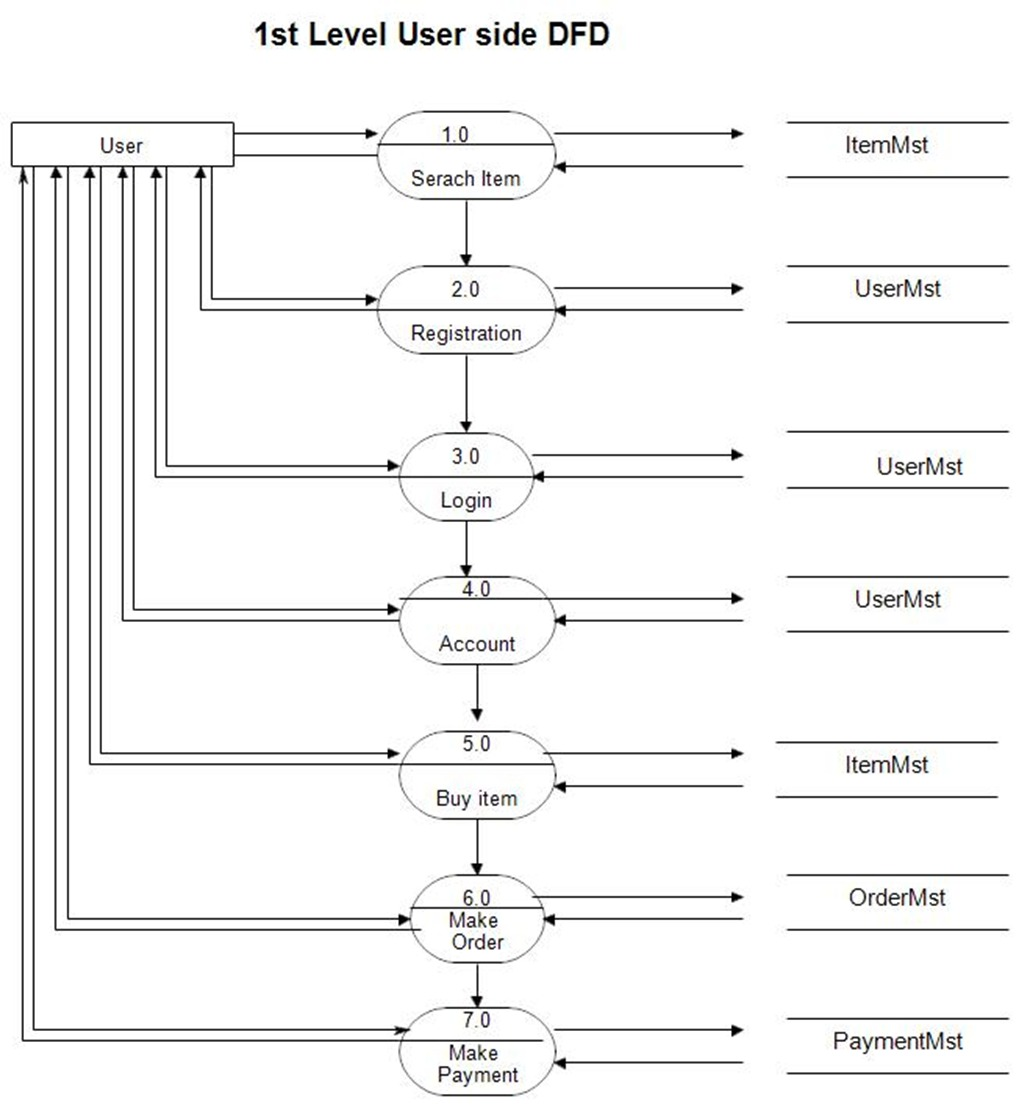 1st Level User side DFD
User
1.0
Serach Item
ItemMst
2.0
Registration
UserMst
3.0
Login
UserMst
4.0
Account
UserMst
5.0
Buy item
ItemMst
6.0
Make
Order
OrderMst
7.0
Make
Payment
PaymentMst